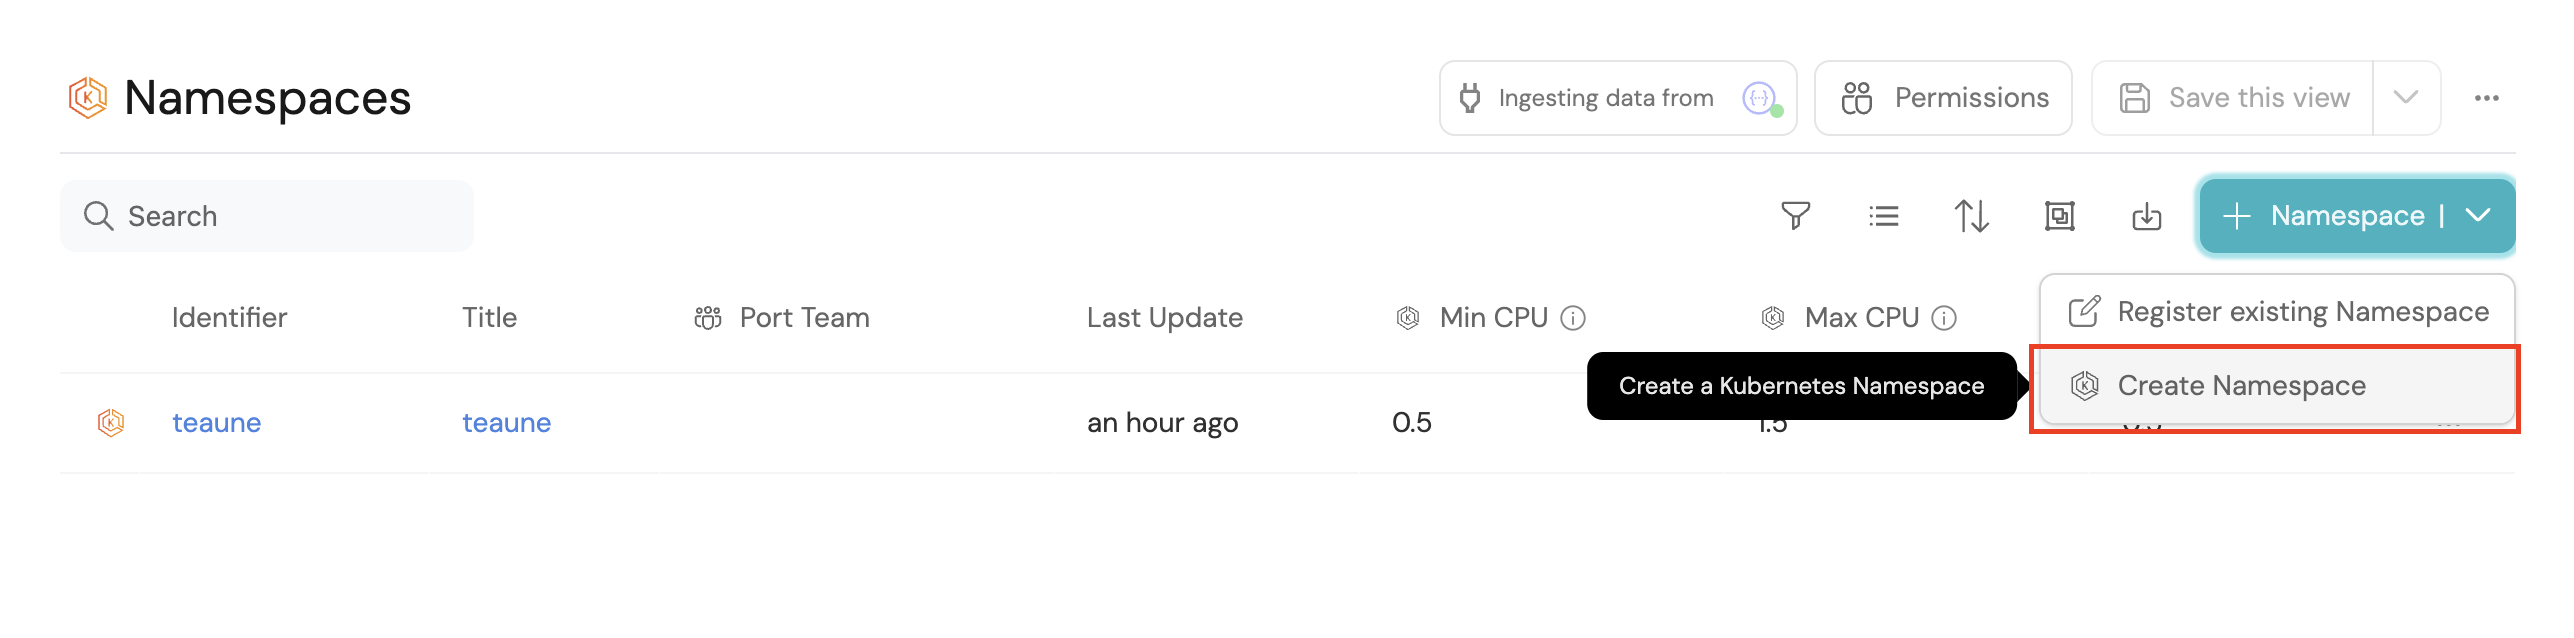 Namespaces
Ingesting data from
Permissions
Save this view
Search
Namespace |
Identifier
Title
Port Team
Last Update
Min CPU
Max CPU
Register existing Namespace
Create a Kubernetes Namespace
Create Namespace
teaune
teaune
an hour ago
0.5
1.5